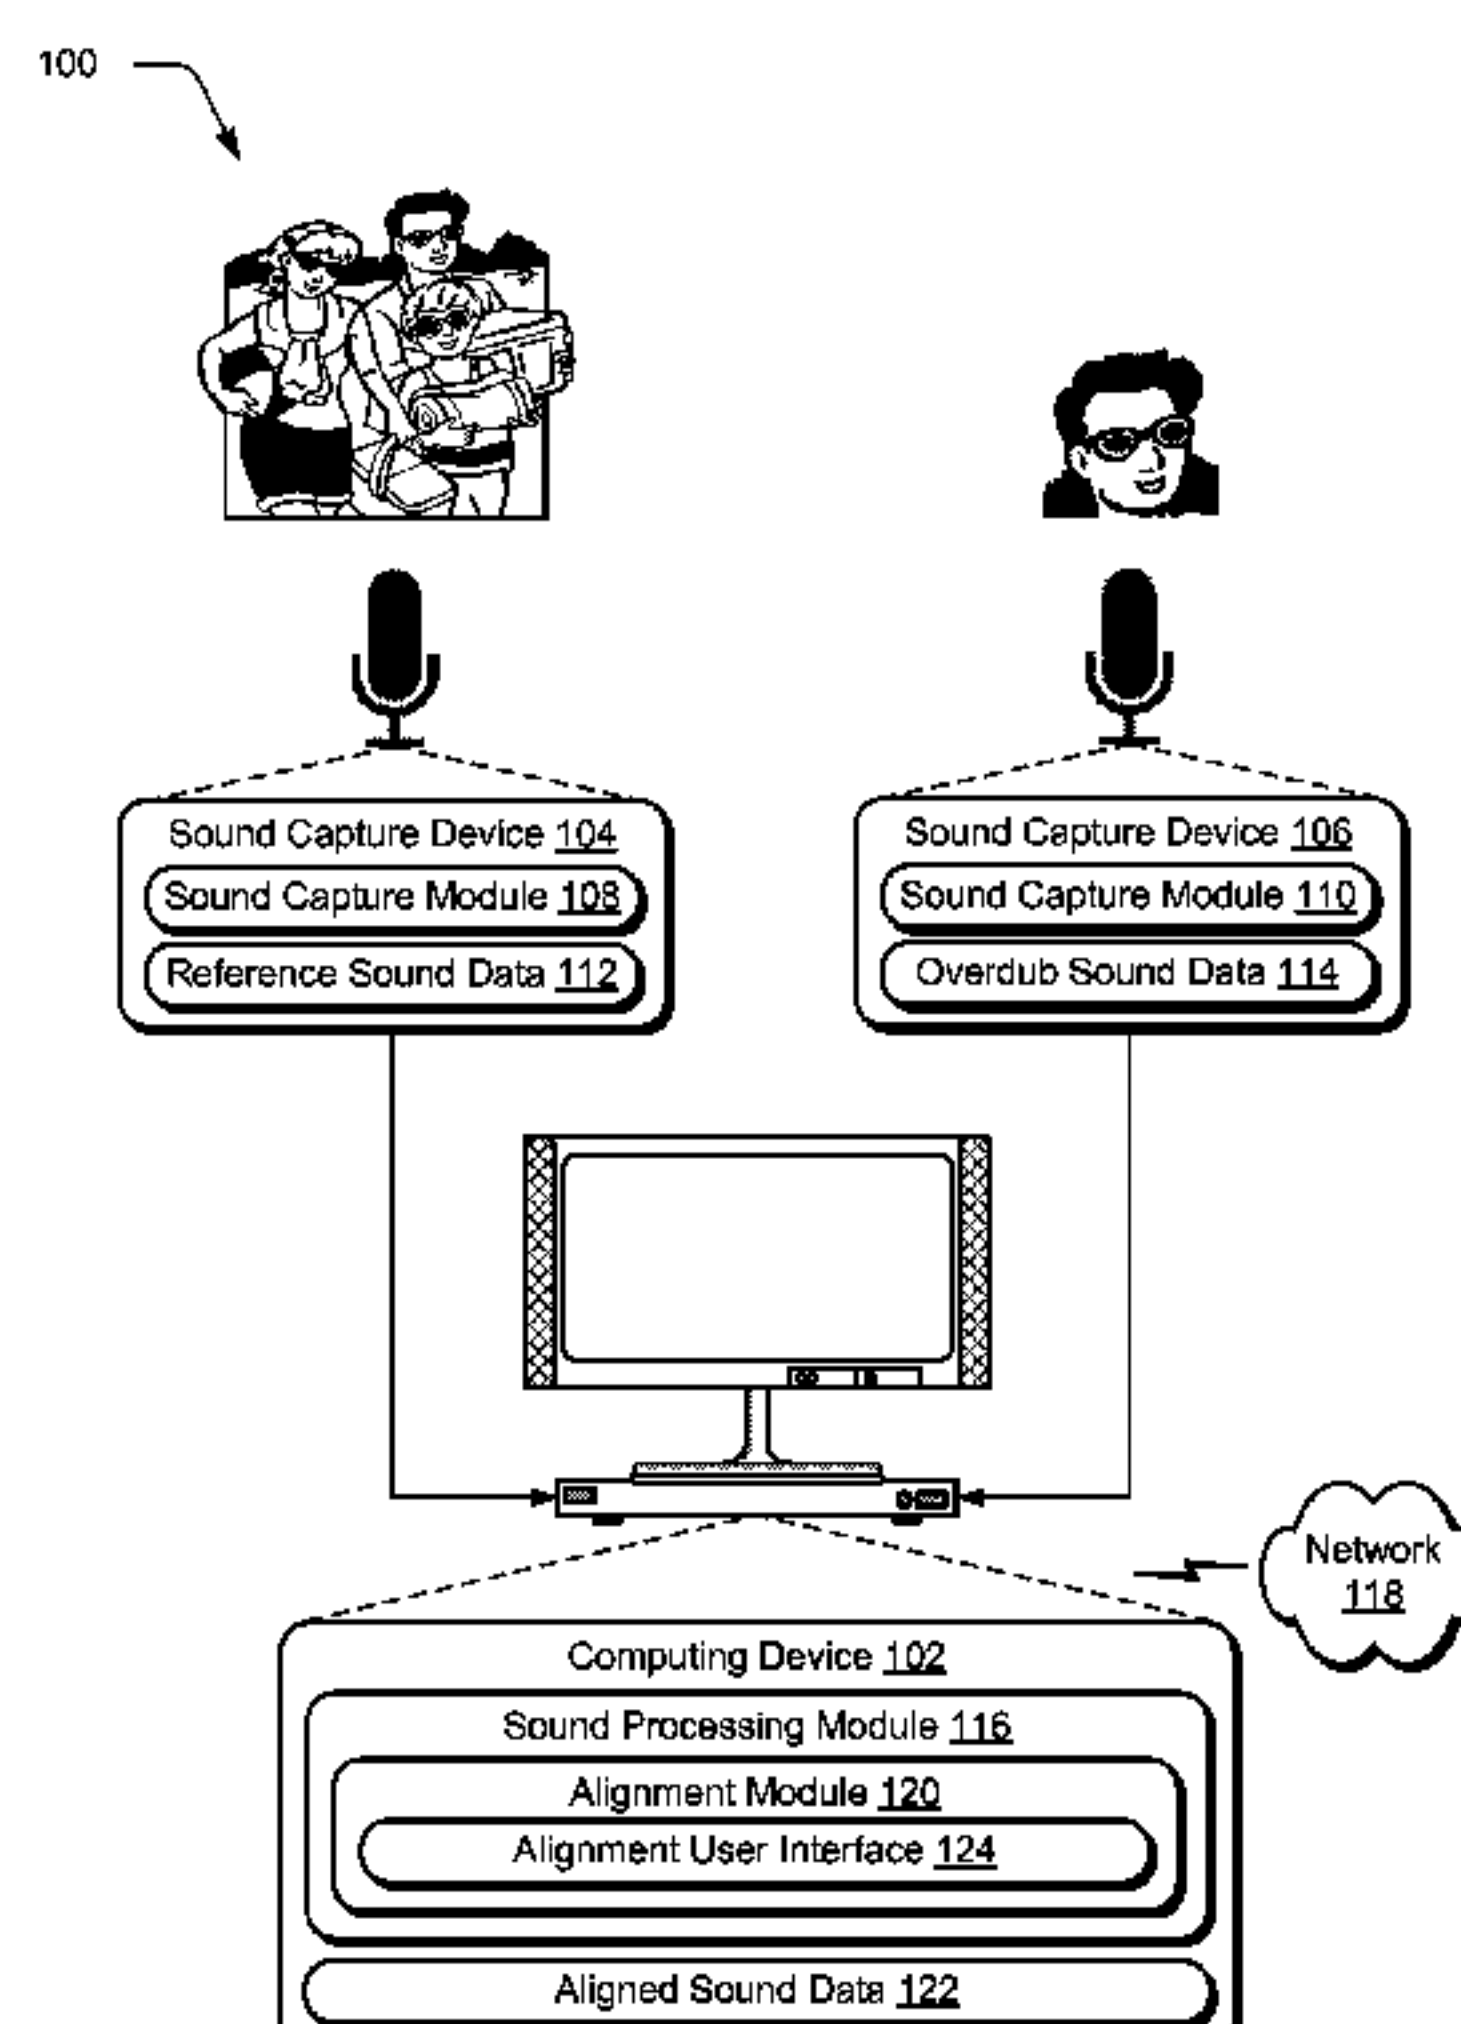 100
Sound Capture Device 104
Sound Capture Module 108
Reference Sound Data 112
Sound Capture Device 106
Sound Capture Module 110
Overdub Sound Data 114
Network
118
Computing Device 102
Sound Processing Module 116
Alignment Module 120
Alignment User Interface 124
Aligned Sound Data 122